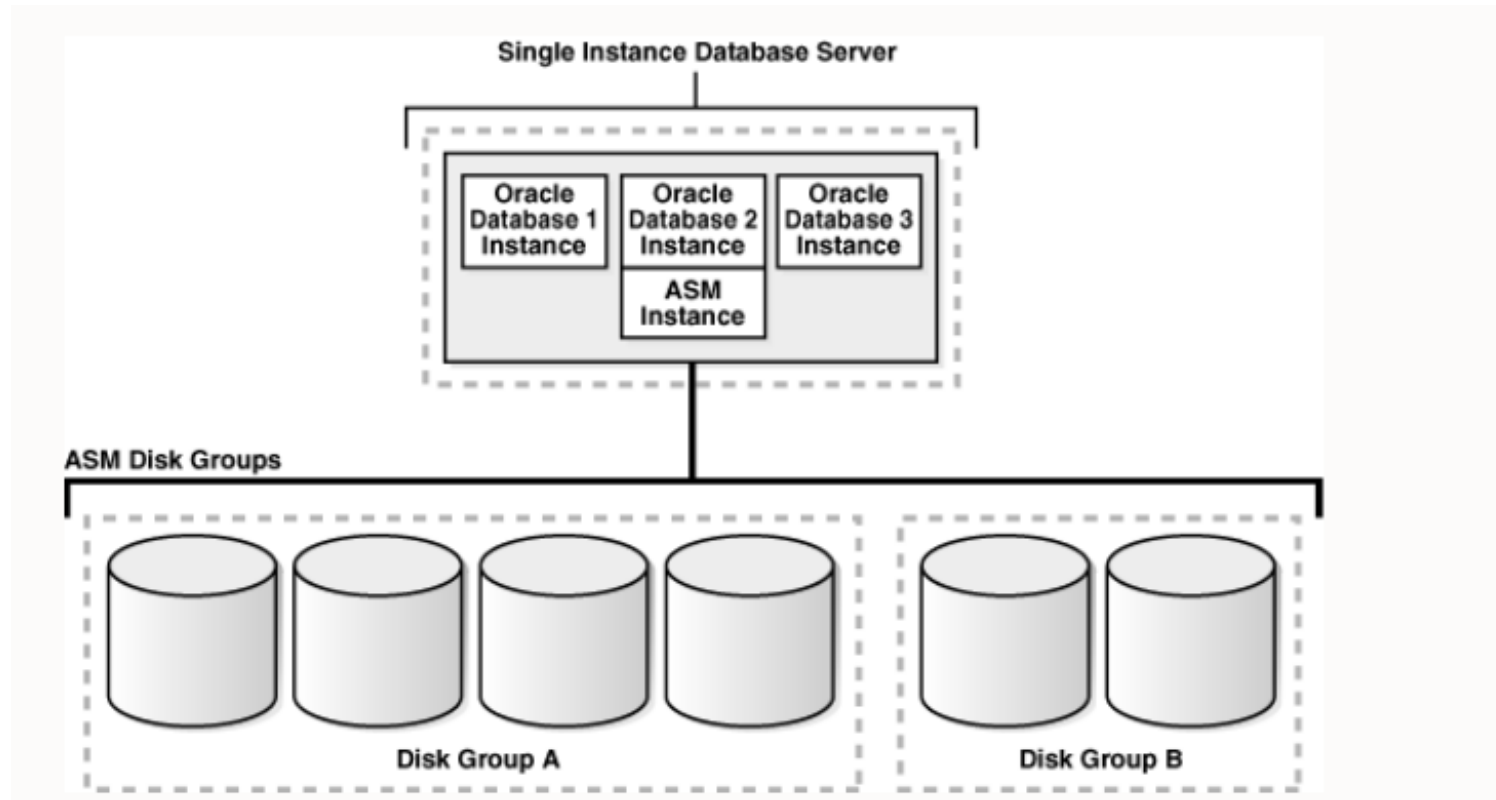 Single Instance Database Server
Oracle
Database 1
Instance
Oracle
Database 2
Instance
Oracle
Database 3
Instance
ASM
Instance
ASM Disk Groups
Disk Group A
Disk Group B